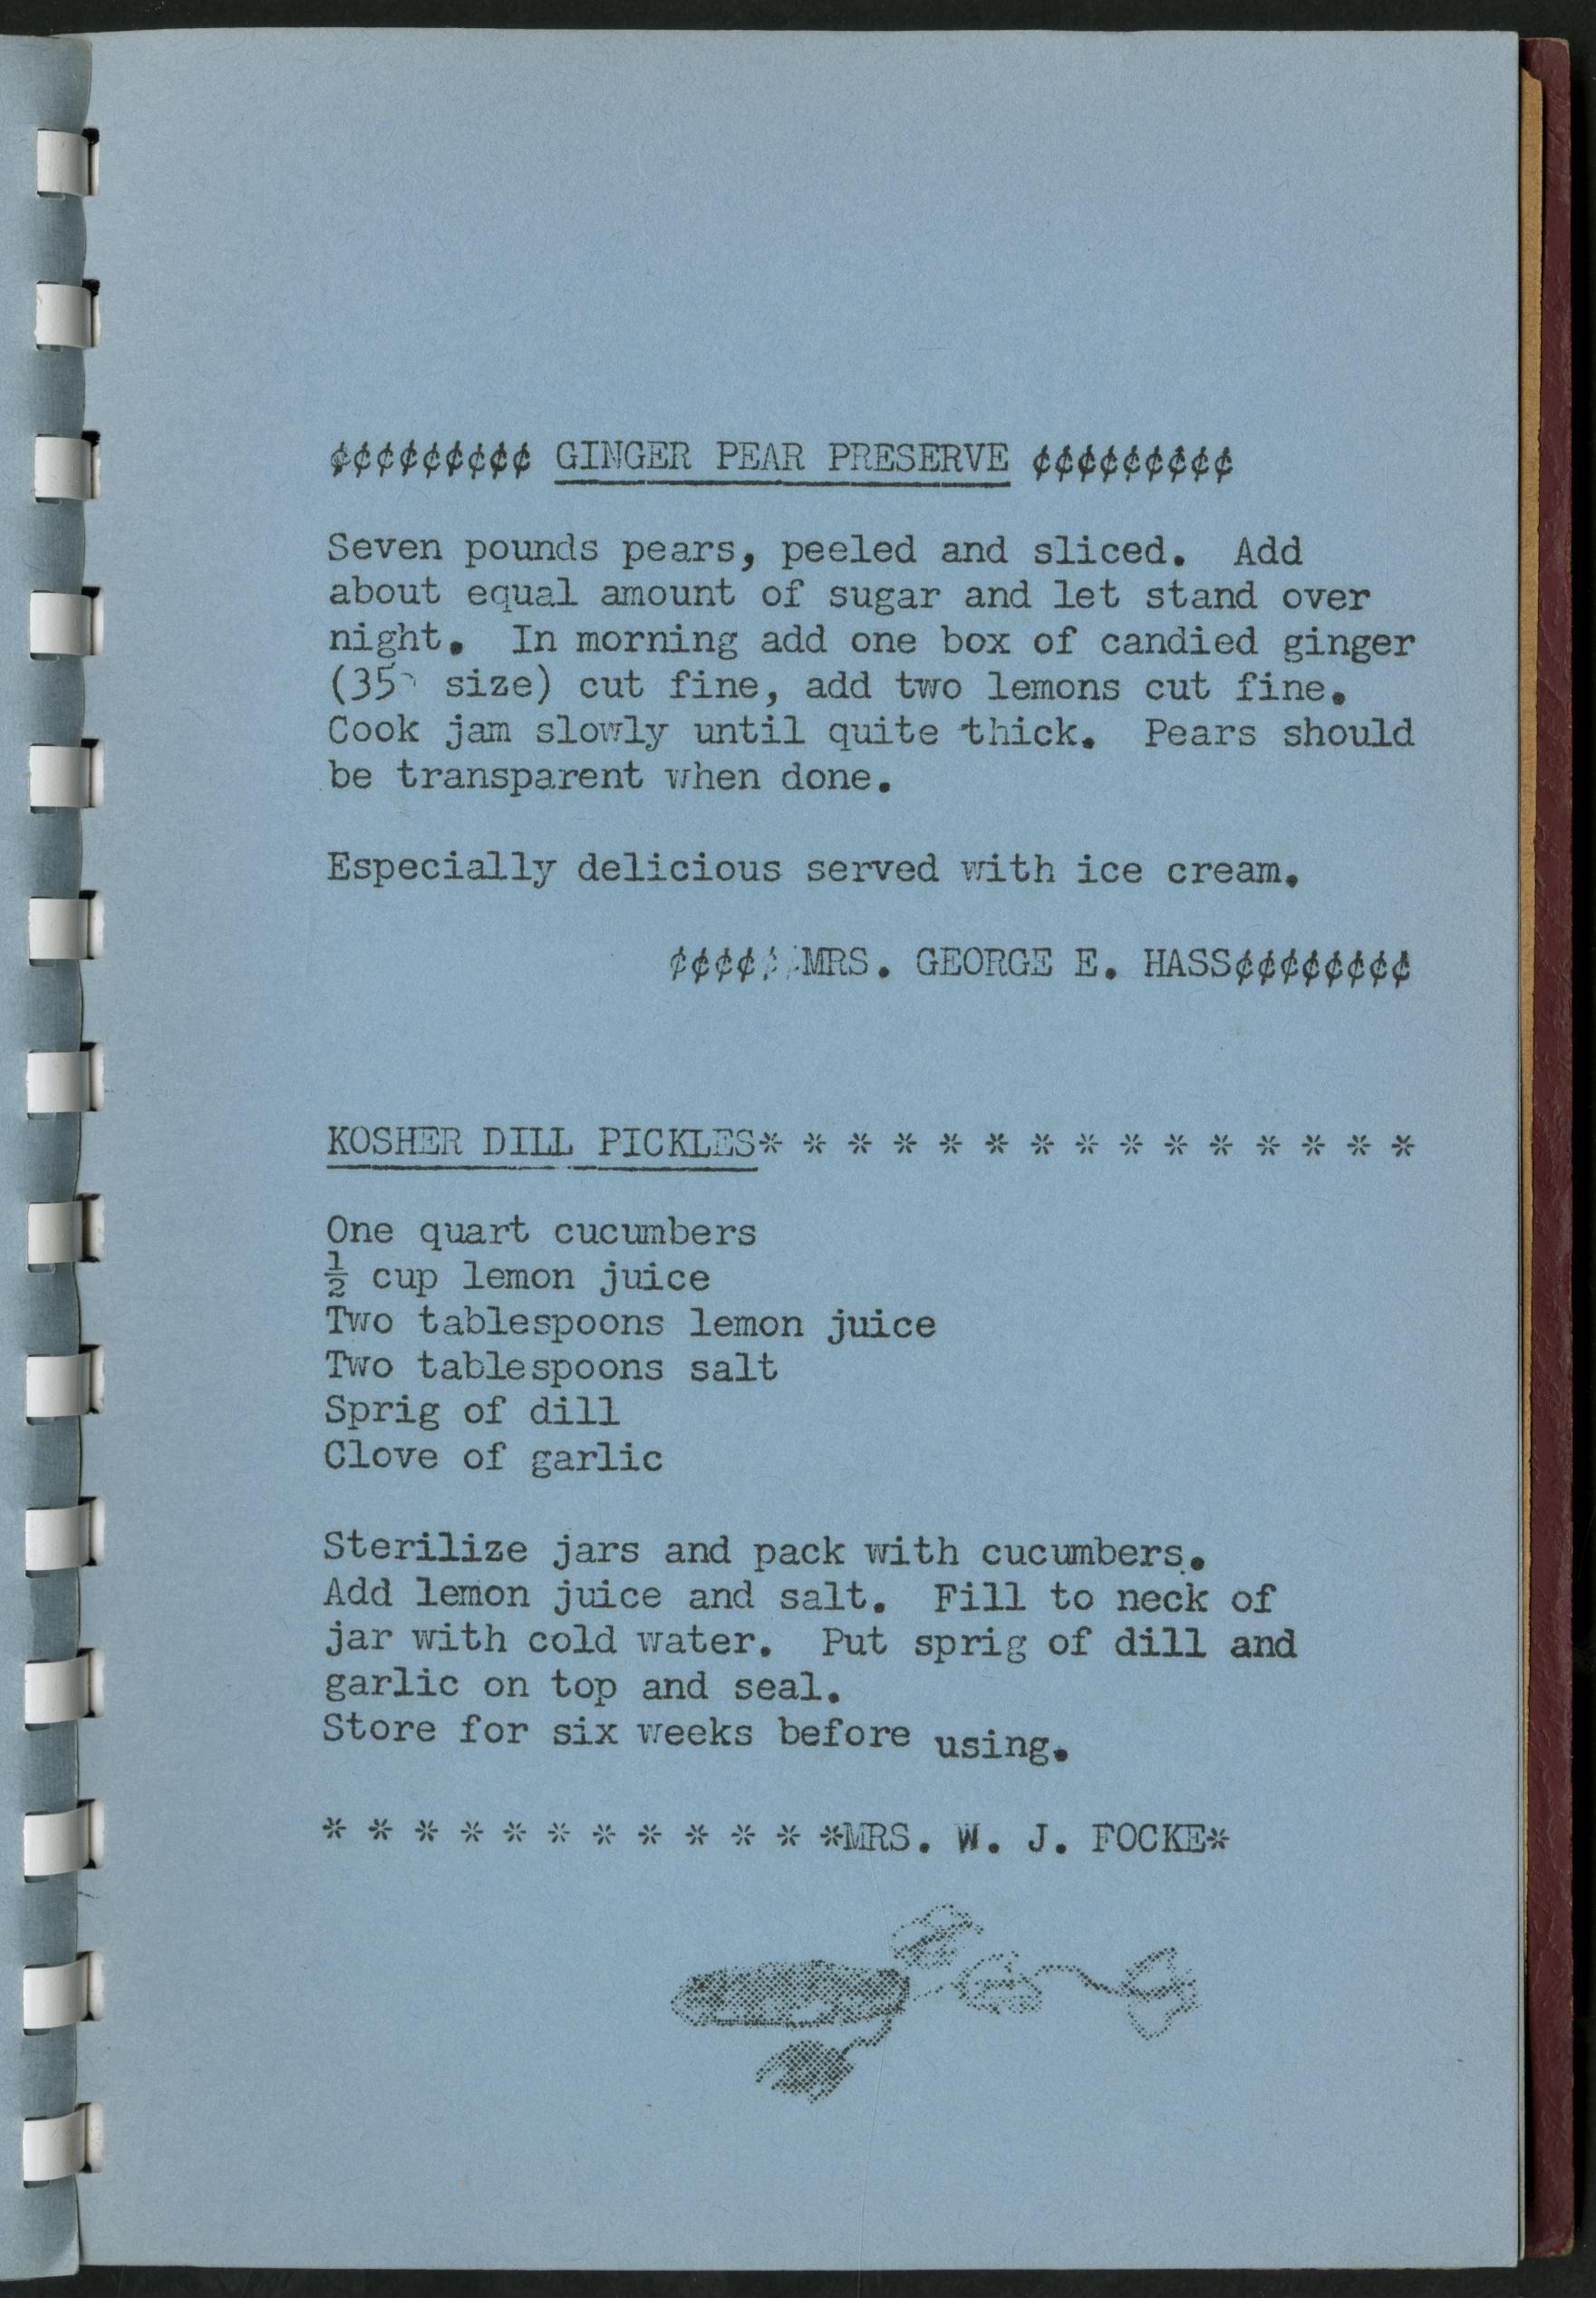 ¢¢¢¢¢¢¢¢¢ GINGER PEAR PRESERVE ¢¢¢¢¢¢¢¢¢
Seven pounds pears, peeled and sliced. Add
about equal amount of sugar and let stand over
night. In morning add one box of candied ginger
(35¢ size) cut fine, add two lemons cut fine.
Cook jam slowly until quite thick. Pears should
be transparent when done.
Especially delicious served with ice cream.
¢¢¢¢¢¢MRS. GEORGE E. HASS¢¢¢¢¢¢¢¢
KOSHER DILL PICKLES* * * * * * * * * * * * * * *
One quart cucumbers
½ cup lemon juice
Two tablespoons lemon juice
Two tablespoons salt
Sprig of dill
Clove of garlic
Sterilize jars and pack with cucumbers.
Add lemon juice and salt. Fill to neck of
jar with cold water. Put sprig of dill and
garlic on top and seal.
Store for six weeks before using.
* * * * * * * * * * * *MRS. W. J. FOCKE*